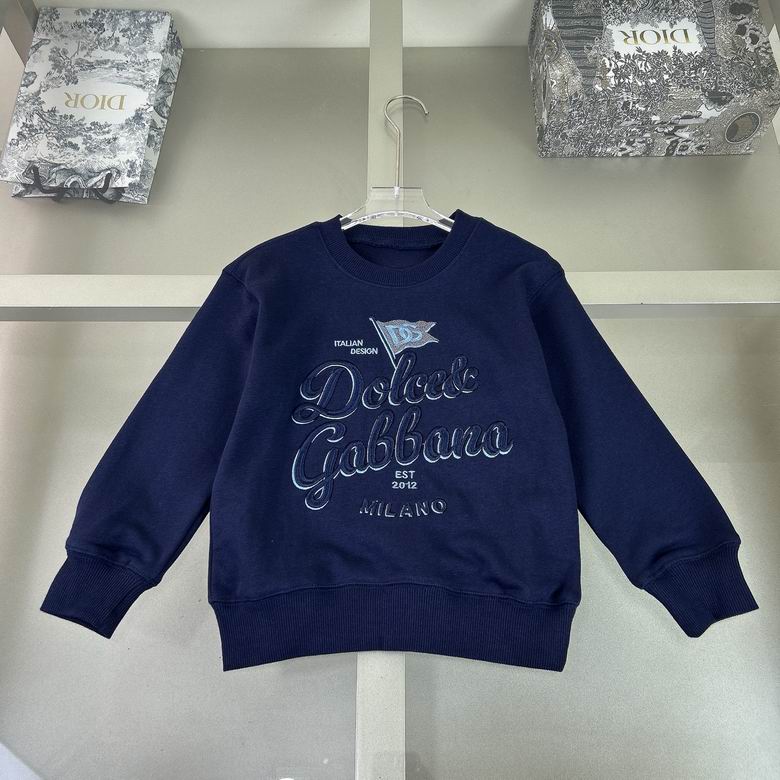 DIOR
DIOR
DG
ITALIAN
DESIGN
Dolce&
Gabbana
EST
2012
MILANO